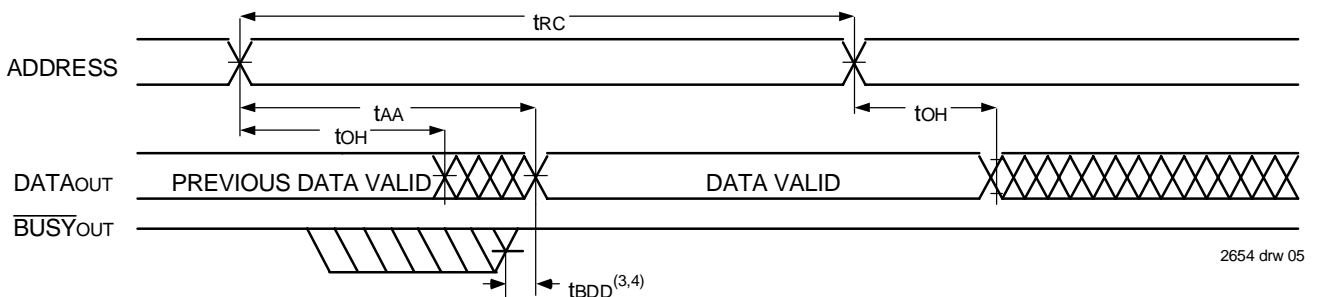 tRC
ADDRESS
tAA
tOH
tOH
DATAOUT
PREVIOUS DATA VALID
DATA VALID
BUSYOUT
2654 drw 05
tBDD(3,4)